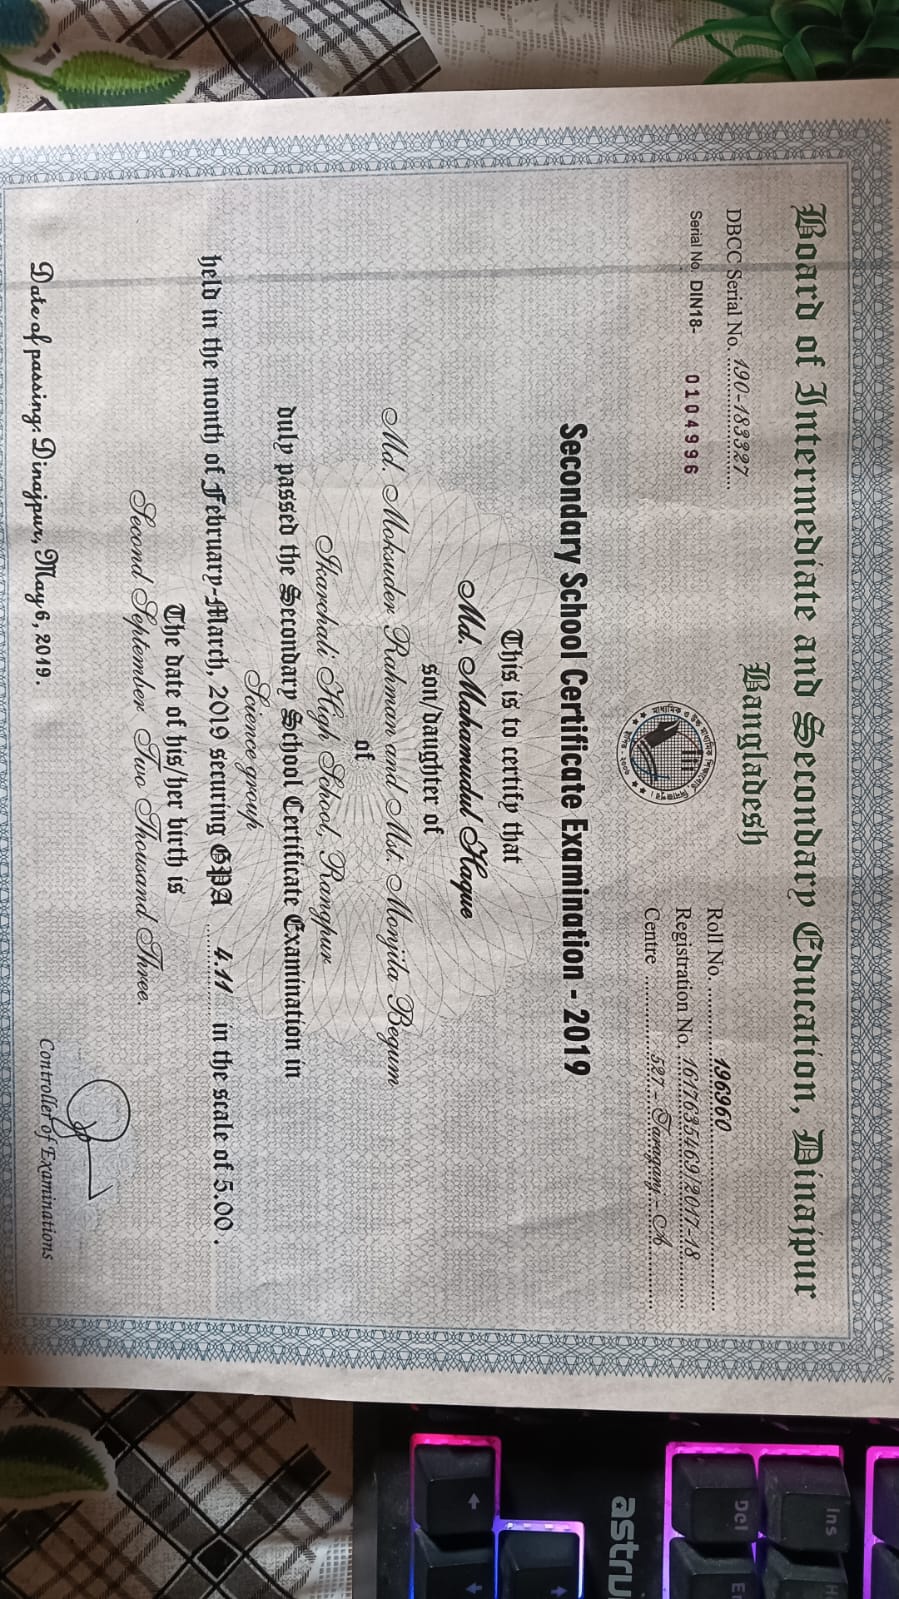 Board of Intermediate and Secondary Education, Dinajpur
Bangladesh
DBCC Serial No. 190-183327
Serial No. DIN18- 0104996
Roll No. 196960
Registration No. 1617635469/2017-18
Centre 527 - Taraganj - A
Secondary School Certificate Examination - 2019
This is to certify that
Md. Mahamudul Haque
son/daughter of
Md. Moksuder Rahman and Mst. Monjila Begum
of
Ikarchali High School, Rangpur
duly passed the Secondary School Certificate Examination in
Science group
held in the month of February-March, 2019 securing GPA 4.11 in the scale of 5.00 .
The date of his/her birth is
Second September Two Thousand Three.
Date of passing: Dinajpur, May 6, 2019.
Controller of Examinations
Ins
Del